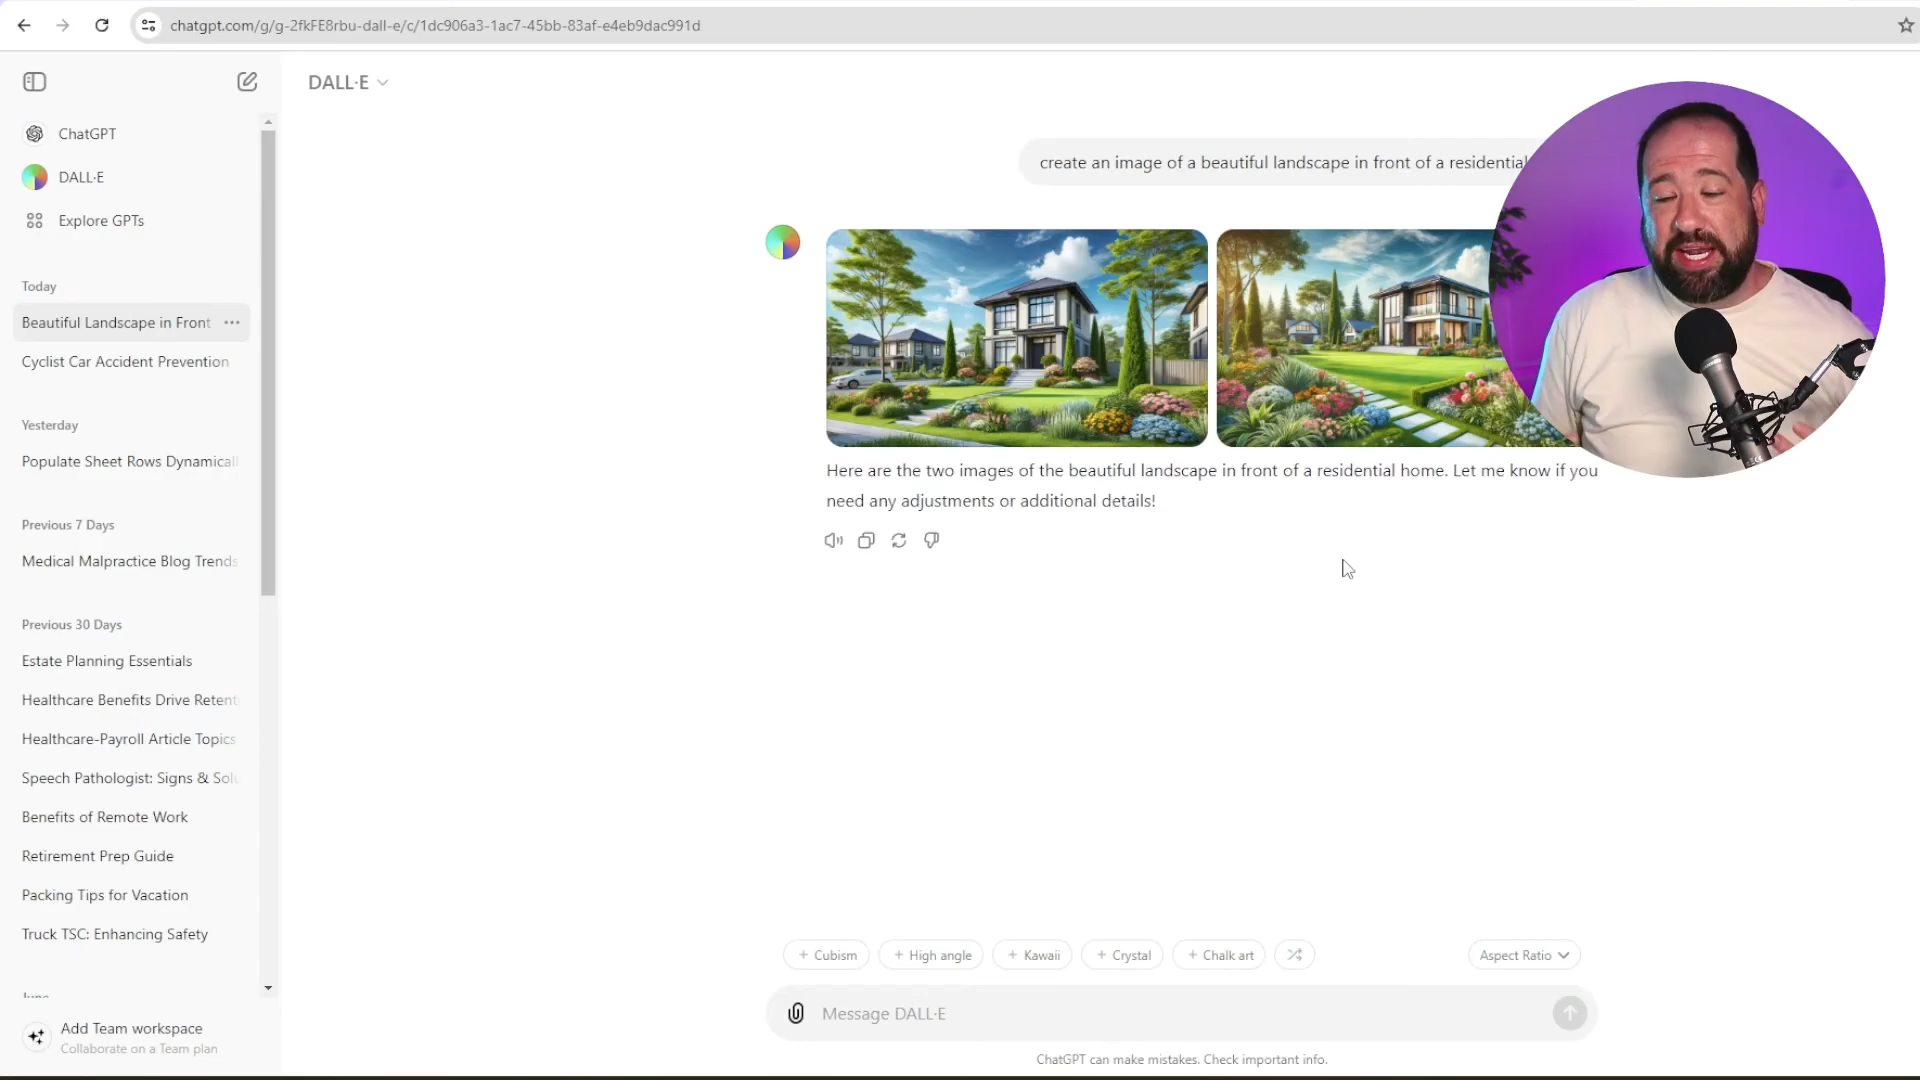 chatgpt.com/g/g-2fkFE8rbu-dall-e/c/1dc906a3-1ac7-45bb-83af-e4eb9dac991d
ChatGPT
DALL·E
Explore GPTs
Today
Beautiful Landscape in Front
Cyclist Car Accident Prevention
Yesterday
Populate Sheet Rows
Previous 7 Days
Medical Malpractice Blog Trends
Previous 30 Days
Estate Planning Essentials
Healthcare Benefits Drive
Healthcare-Payroll Article Topics
Speech Pathologist: Signs &
Benefits of Remote Work
Retirement Prep Guide
Packing Tips for Vacation
Truck TSC: Enhancing Safety
Add Team workspace
Collaborate on a Team plan
DALL·E
create an image of a beautiful landscape in front of a residential
Here are the two images of the beautiful landscape in front of a residential home. Let me know if you
need any adjustments or additional details!
+ Cubism
+ High angle
+ Kawaii
+ Crystal
+ Chalk art
Aspect Ratio
Message DALL·E
ChatGPT can make mistakes. Check important info.